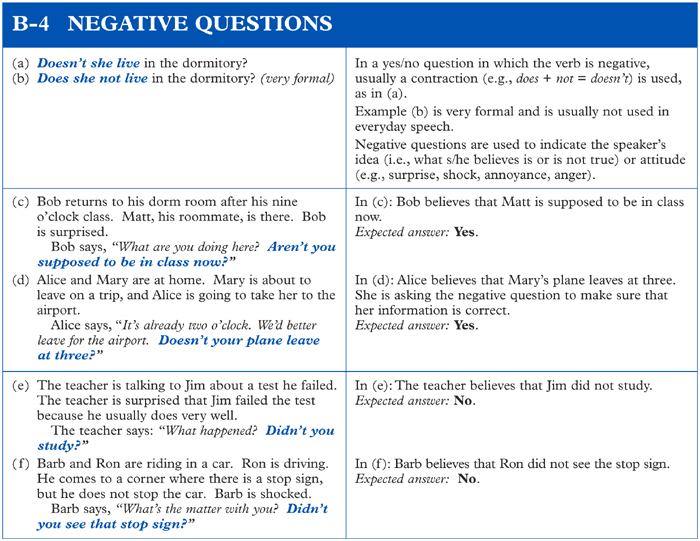 B-4 NEGATIVE QUESTIONS
(a) Doesn't she live in the dormitory?
(b) Does she not live in the dormitory? (very formal)
In a yes/no question in which the verb is negative,
usually a contraction (e.g., does + not = doesn't) is used,
as in (a).
Example (b) is very formal and is usually not used in
everyday speech.
Negative questions are used to indicate the speaker's
idea (i.e., what s/he believes is or is not true) or attitude
(e.g., surprise, shock, annoyance, anger).
(c) Bob returns to his dorm room after his nine
o'clock class. Matt, his roommate, is there. Bob
is surprised.
Bob says, "What are you doing here? Aren't you
supposed to be in class now?"
In (c): Bob believes that Matt is supposed to be in class
now.
Expected answer: Yes.
(d) Alice and Mary are at home. Mary is about to
leave on a trip, and Alice is going to take her to the
airport.
Alice says, "It's already two o'clock. We'd better
leave for the airport. Doesn't your plane leave
at three?"
In (d): Alice believes that Mary's plane leaves at three.
She is asking the negative question to make sure that
her information is correct.
Expected answer: Yes.
(e) The teacher is talking to Jim about a test he failed.
The teacher is surprised that Jim failed the test
because he usually does very well.
The teacher says: "What happened? Didn't you
study?"
In (e): The teacher believes that Jim did not study.
Expected answer: No.
(f) Barb and Ron are riding in a car. Ron is driving.
He comes to a corner where there is a stop sign,
but he does not stop the car. Barb is shocked.
Barb says, "What's the matter with you? Didn't
you see that stop sign?"
In (f): Barb believes that Ron did not see the stop sign.
Expected answer: No.